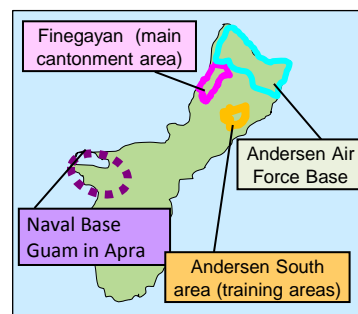 Finegayan (main
cantonment area)
Andersen Air
Force Base
Naval Base
Guam in Apra
Andersen South
area (training areas)